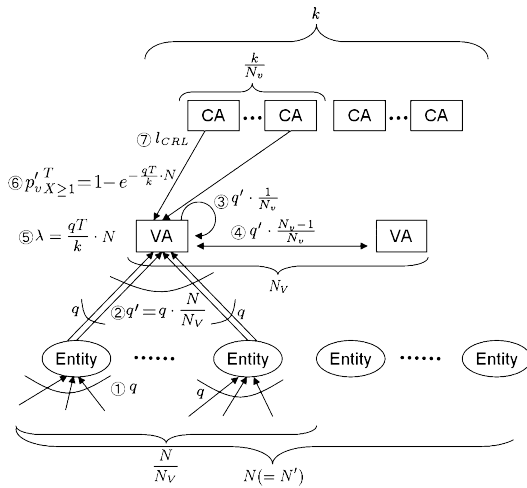 k
k/N_v
CA ••• CA CA ••• CA
⑦ l_CRL
⑥ p'_v^T_{X≥1} = 1 − e^{−qT/k · N}
③ q' · 1/N_v
⑤ λ = qT/k · N VA ④ q' · N_v−1/N_v VA
N_V
q ② q' = q · N/N_V q
Entity •••••• Entity Entity •••••• Entity
① q q
N/N_V N(= N')